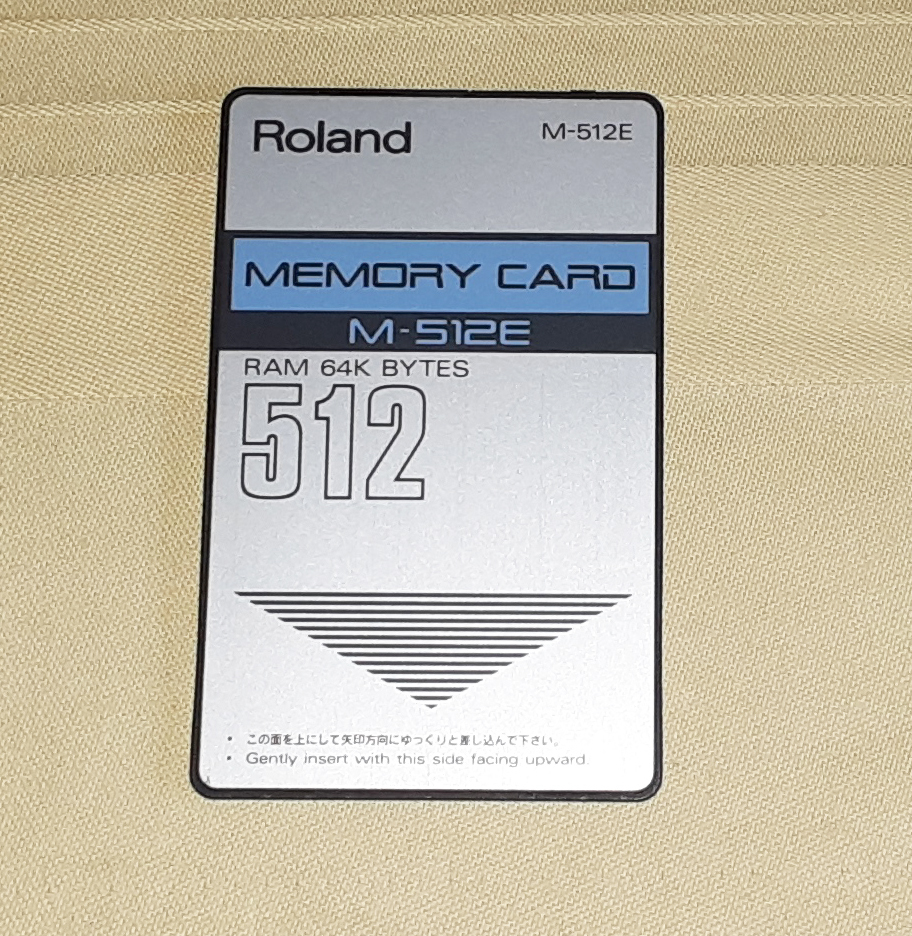 Roland M-512E
MEMORY CARD
M-512E
RAM 64K BYTES
512
• この面を上にして矢印方向にゆっくりと差し込んで下さい。
• Gently insert with this side facing upward.